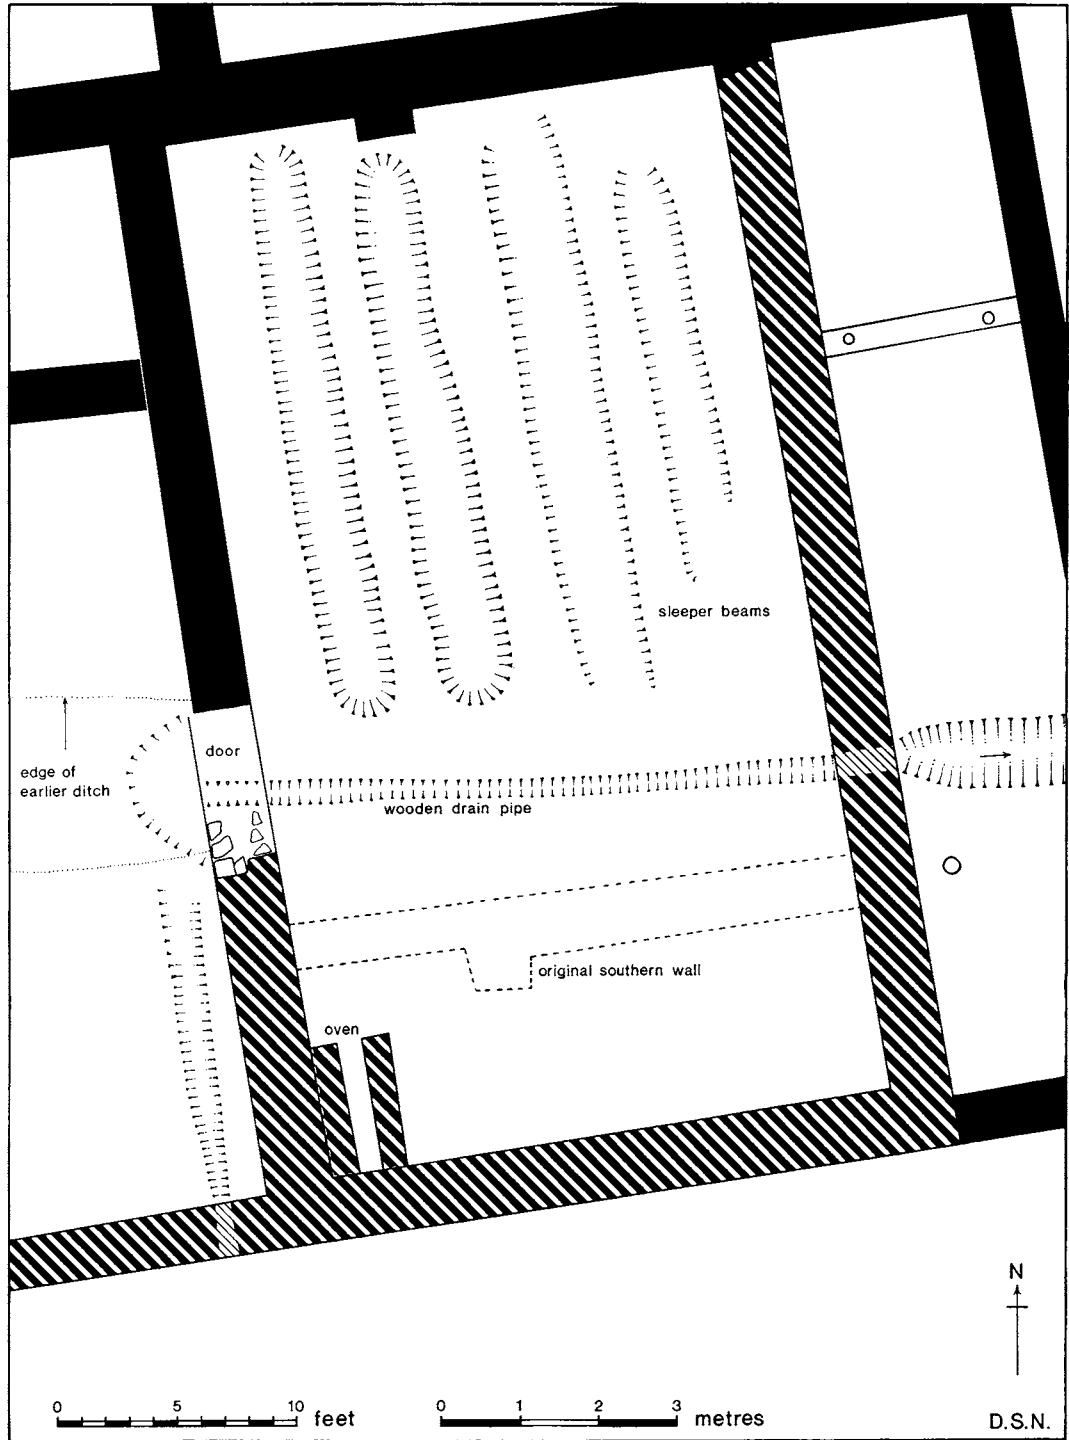 sleeper beams
door
edge of
earlier ditch
wooden drain pipe
original southern wall
oven
N
0 5 10 feet
0 1 2 3 metres
D.S.N.